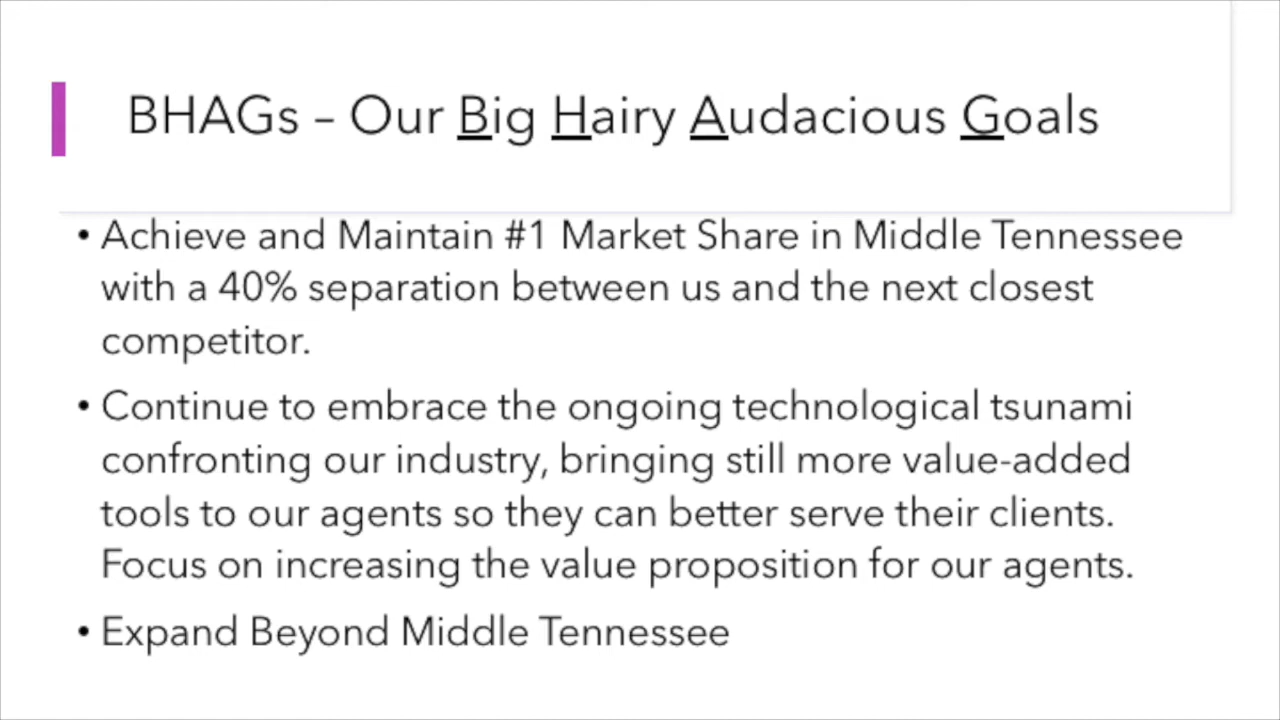 BHAGs – Our Big Hairy Audacious Goals
• Achieve and Maintain #1 Market Share in Middle Tennessee
with a 40% separation between us and the next closest
competitor.
• Continue to embrace the ongoing technological tsunami
confronting our industry, bringing still more value-added
tools to our agents so they can better serve their clients.
Focus on increasing the value proposition for our agents.
• Expand Beyond Middle Tennessee